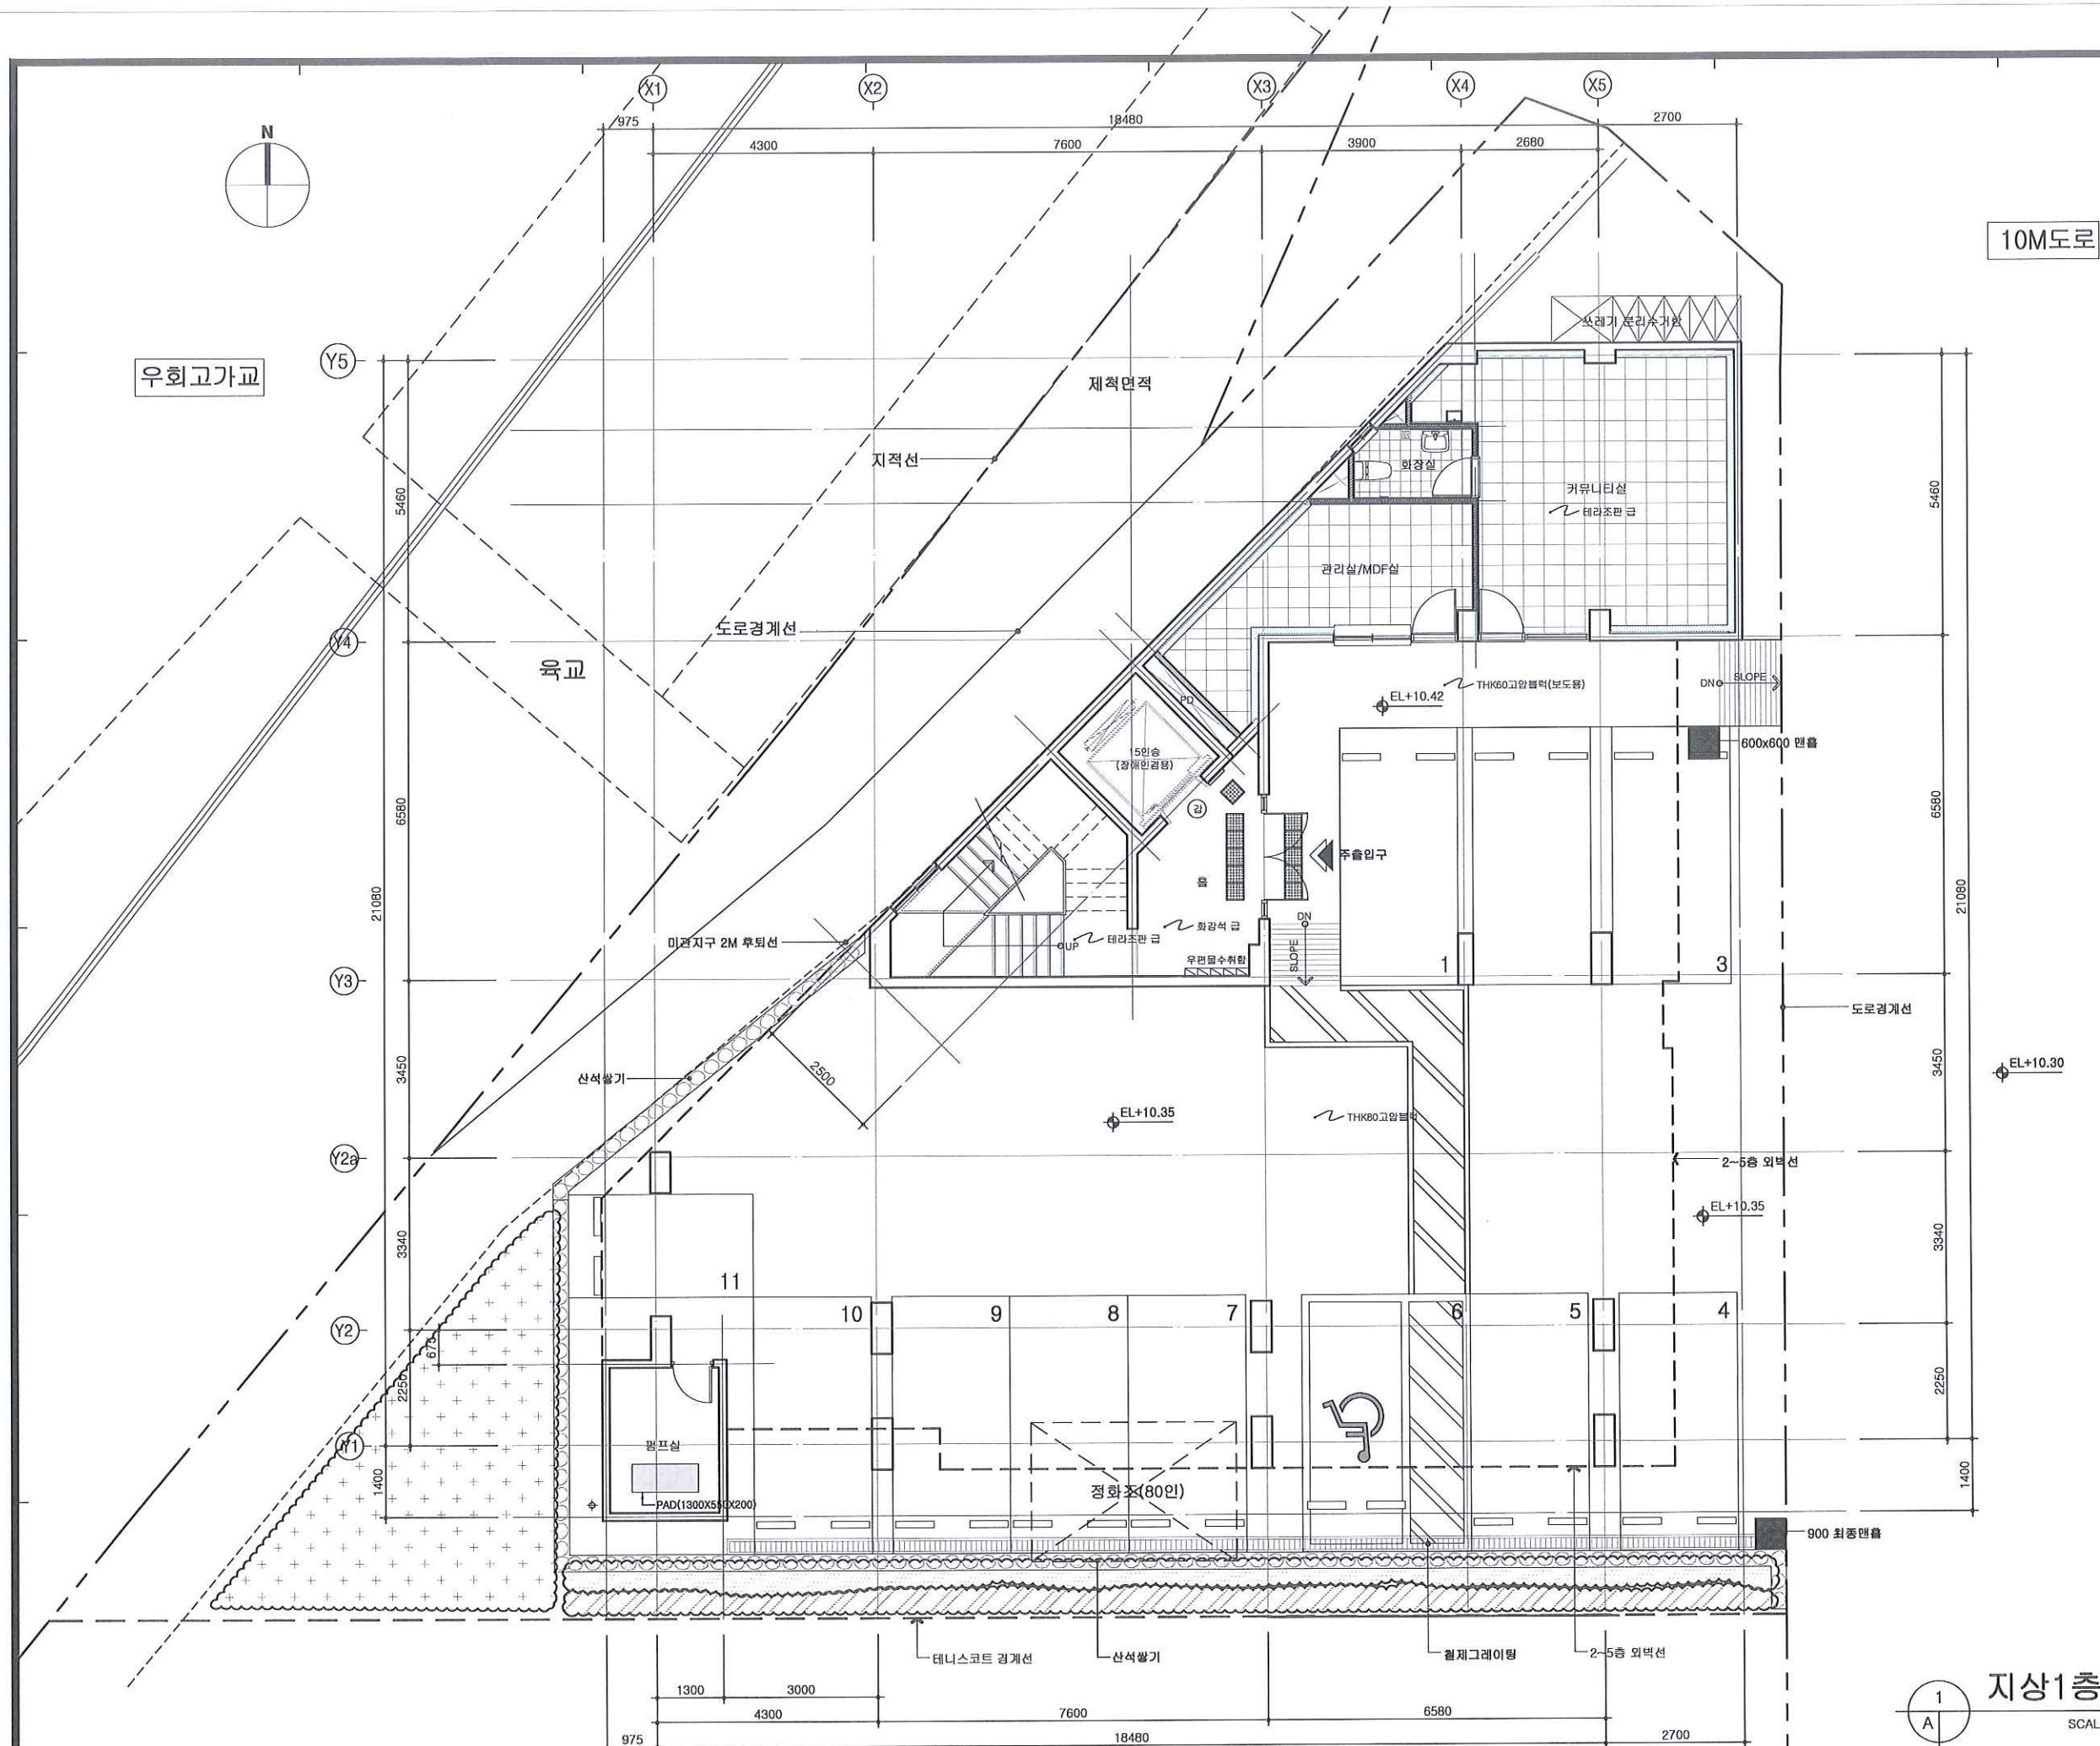 X1
X2
X3
X4
X5
975
18480
2700
4300
7600
3900
2680
N
10M도로
쓰레기 분리수거함
Y5
우회고가교
제척면적
지적선
화장실
커뮤니티실
테라조판 급
5460
5460
관리실/MDF실
도로경계선
Y4
육교
THK60고압블럭(보도용)
EL+10.42
DN
SLOPE
PD
600x600 맨홀
15인승
(장애인겸용)
6580
6580
주출입구
홀
21080
21080
DN
화강석 급
테라조판 급
UP
미관지구 2M 후퇴선
우편물수취함
SLOPE
1
3
Y3
도로경계선
2500
산석쌓기
3450
3450
EL+10.30
EL+10.35
THK60고압블럭
Y2a
2~5층 외벽선
EL+10.35
3340
3340
11
10
9
8
7
6
5
4
Y2
675
2250
2250
Y1
펌프실
1400
1400
PAD(1300X550X200)
정화조(80인)
900 최종맨홀
테니스코트 경계선
산석쌓기
철제그레이팅
2~5층 외벽선
1300
3000
4300
7600
6580
975
18480
2700
1
A
지상1층
SCAL